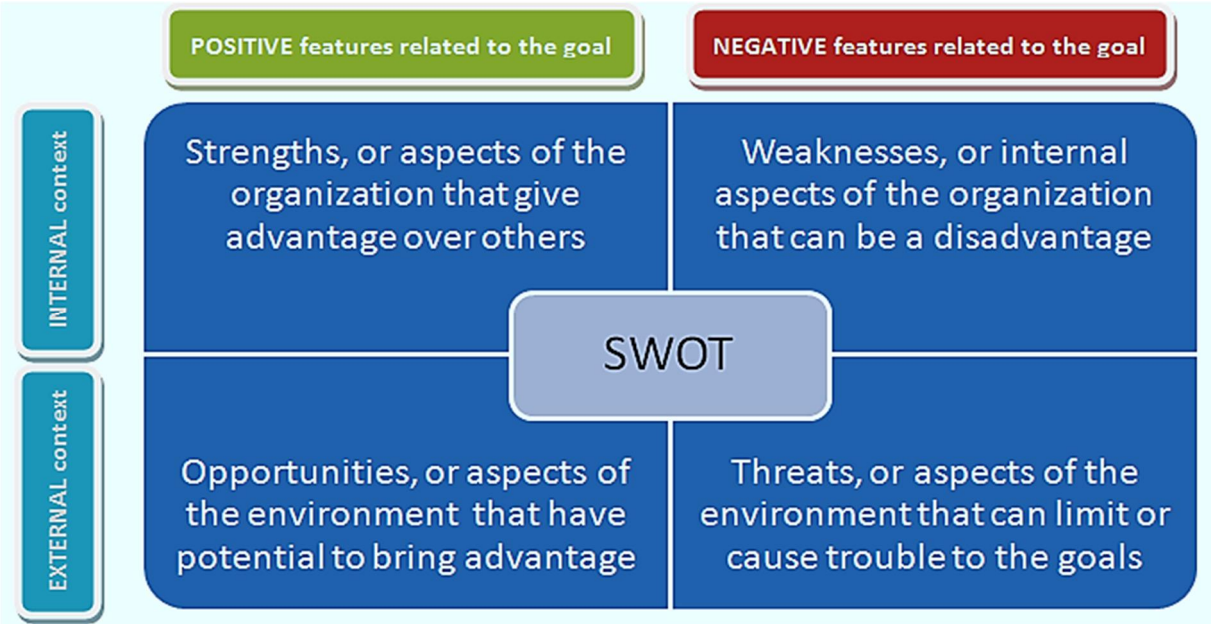 POSITIVE features related to the goal
NEGATIVE features related to the goal
INTERNAL context
Strengths, or aspects of the
organization that give
advantage over others
Weaknesses, or internal
aspects of the organization
that can be a disadvantage
SWOT
EXTERNAL context
Opportunities, or aspects of
the environment that have
potential to bring advantage
Threats, or aspects of the
environment that can limit or
cause trouble to the goals